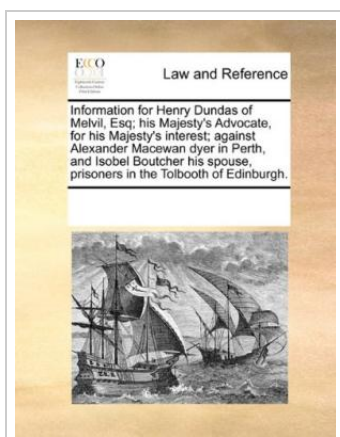 ECCO
Law and Reference
Information for Henry Dundas of
Melvil, Esq; his Majesty's Advocate,
for his Majesty's interest; against
Alexander Macewan dyer in Perth,
and Isobel Boutcher his spouse,
prisoners in the Tolbooth of Edinburgh.